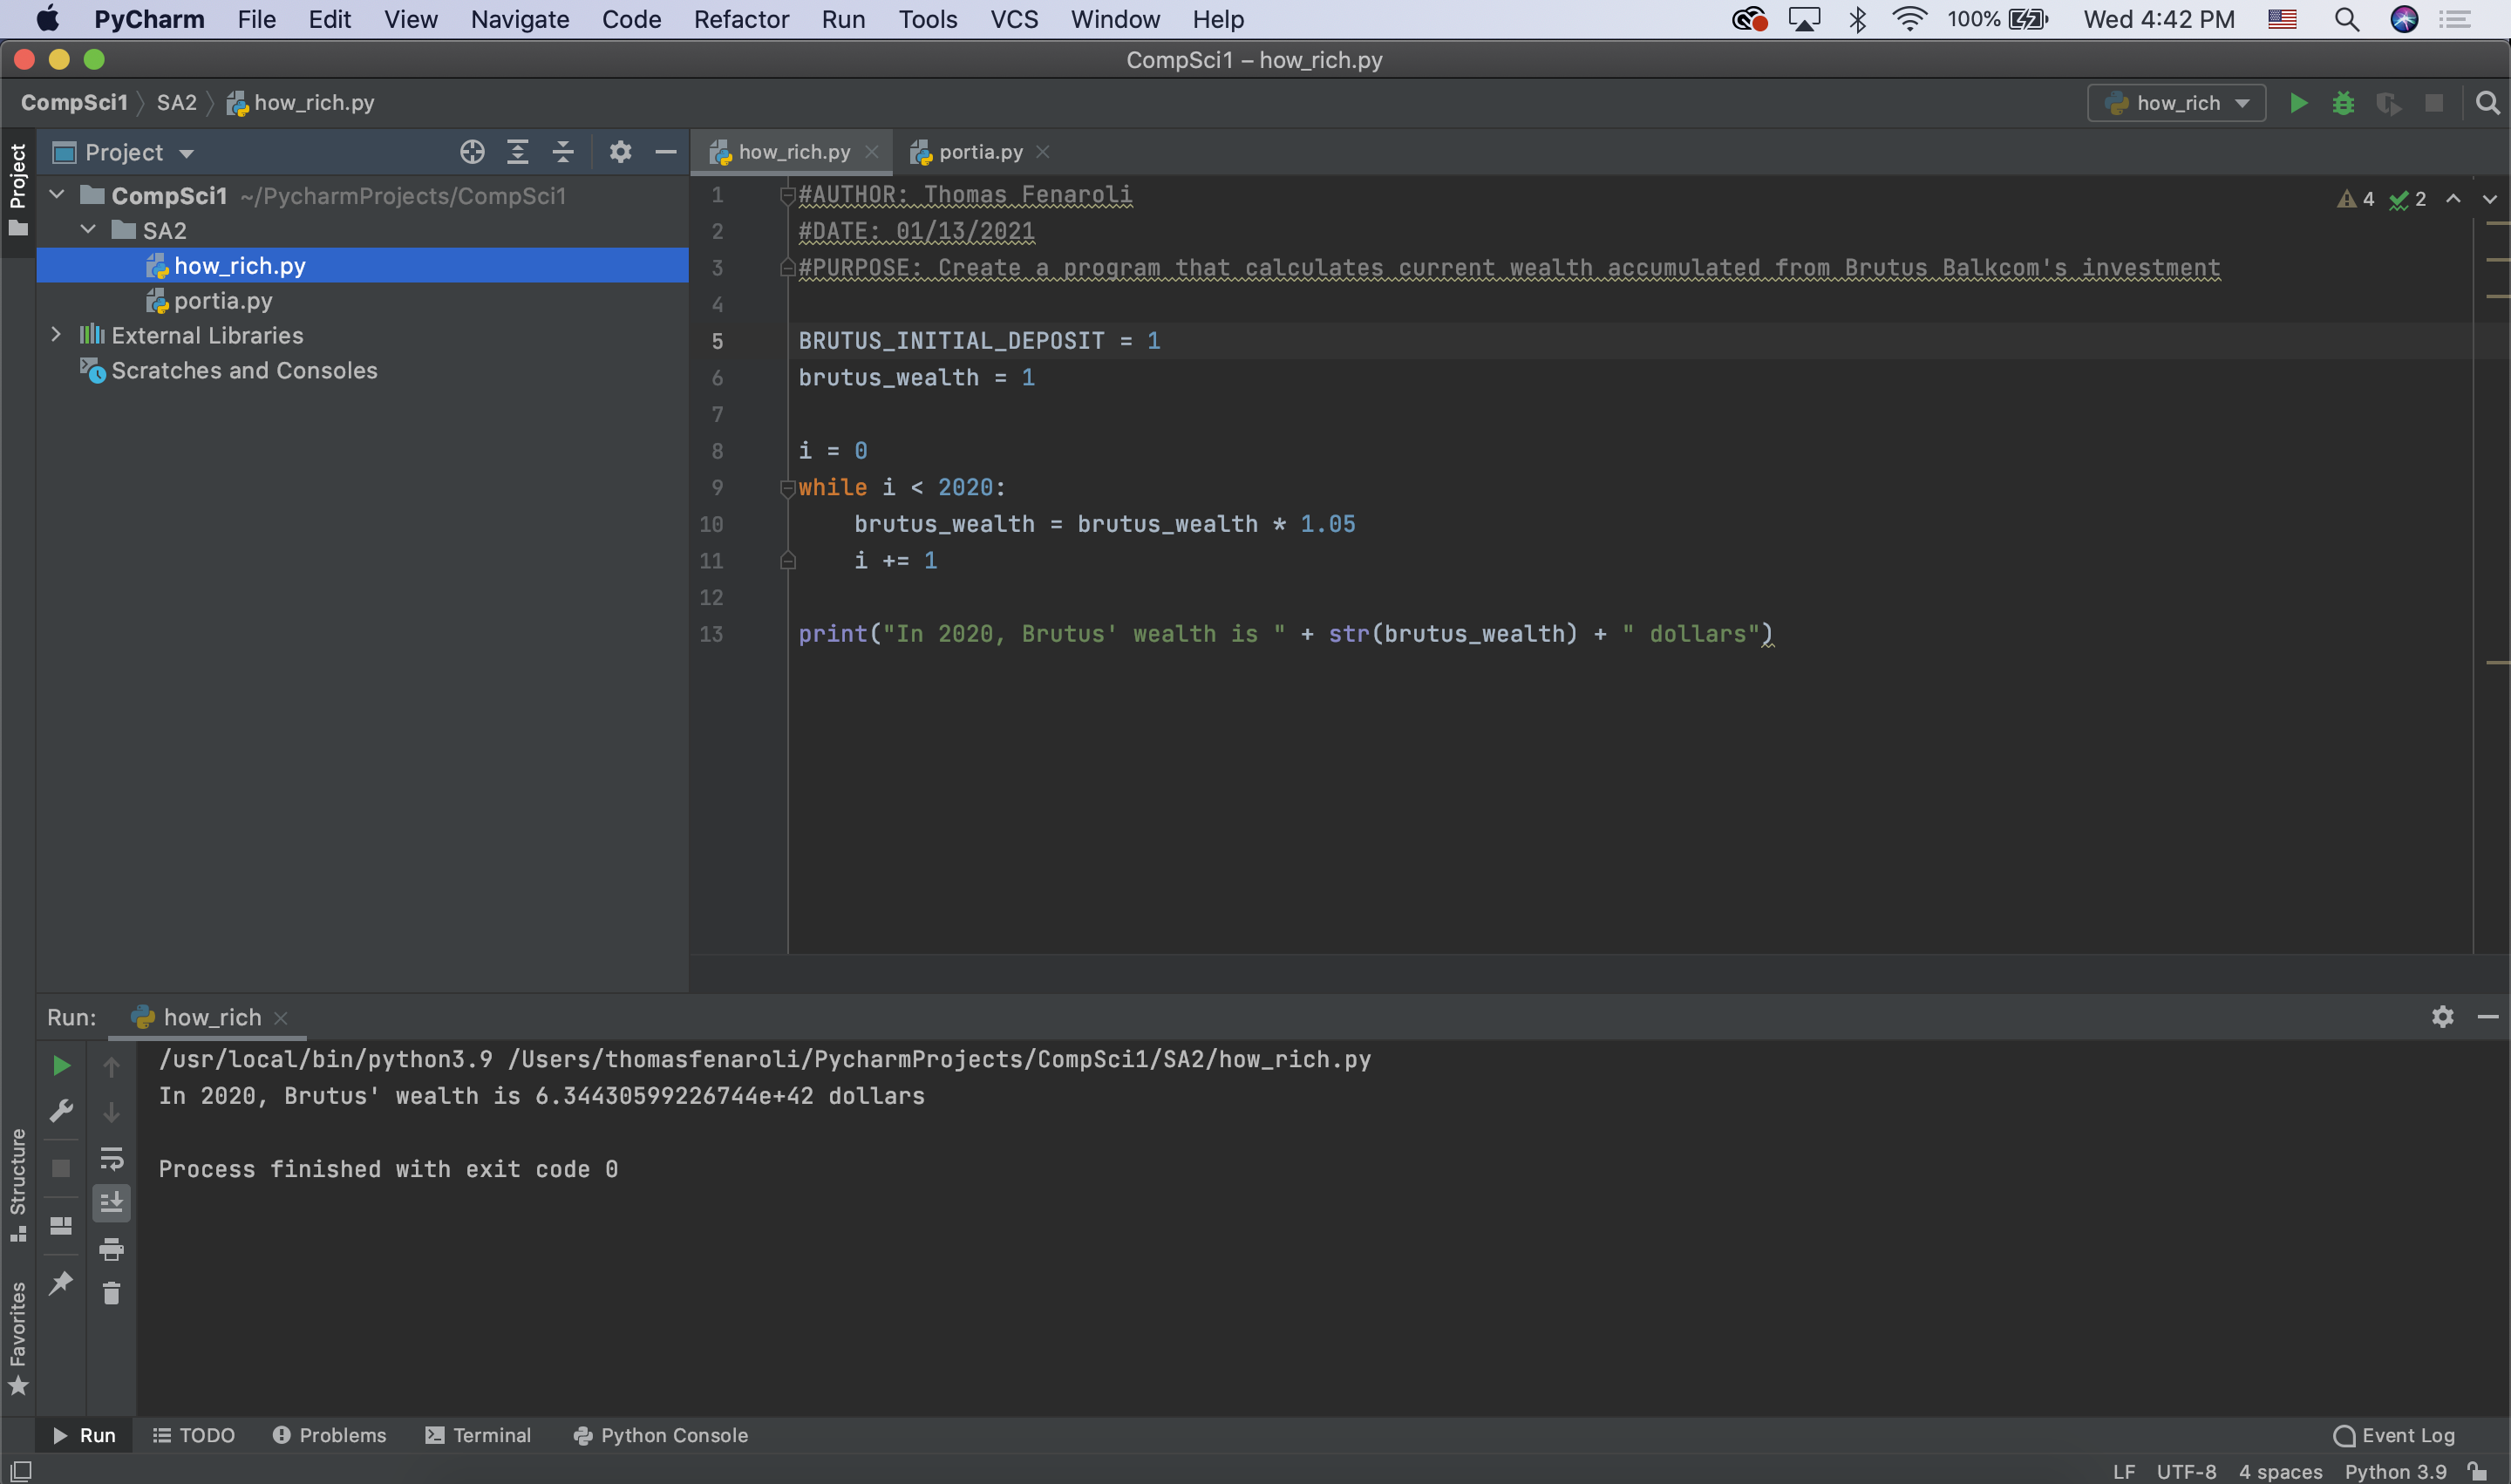 PyCharm File Edit View Navigate Code Refactor Run Tools VCS Window Help 100% Wed 4:42 PM
CompSci1 – how_rich.py
CompSci1 SA2 how_rich.py how_rich
Project
Project
how_rich.py portia.py
CompSci1 ~/PycharmProjects/CompSci1
SA2
how_rich.py
portia.py
External Libraries
Scratches and Consoles
1 #AUTHOR: Thomas Fenaroli
4 2
2 #DATE: 01/13/2021
3 #PURPOSE: Create a program that calculates current wealth accumulated from Brutus Balkcom's investment
4
5 BRUTUS_INITIAL_DEPOSIT = 1
6 brutus_wealth = 1
7
8 i = 0
9 while i < 2020:
10 brutus_wealth = brutus_wealth * 1.05
11 i += 1
12
13 print("In 2020, Brutus' wealth is " + str(brutus_wealth) + " dollars")
Run: how_rich
/usr/local/bin/python3.9 /Users/thomasfenaroli/PycharmProjects/CompSci1/SA2/how_rich.py
In 2020, Brutus' wealth is 6.34430599226744e+42 dollars
Process finished with exit code 0
Structure
Favorites
Run TODO Problems Terminal Python Console Event Log
LF UTF-8 4 spaces Python 3.9